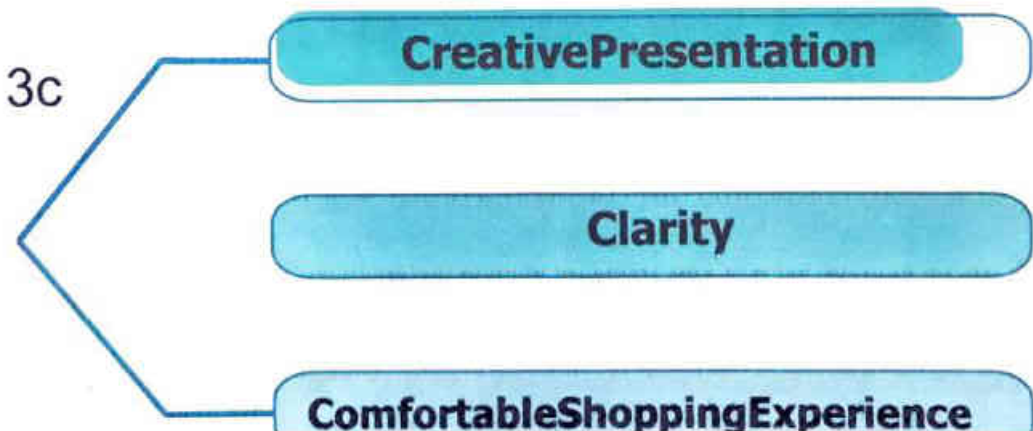 3c
CreativePresentation
Clarity
ComfortableShoppingExperience